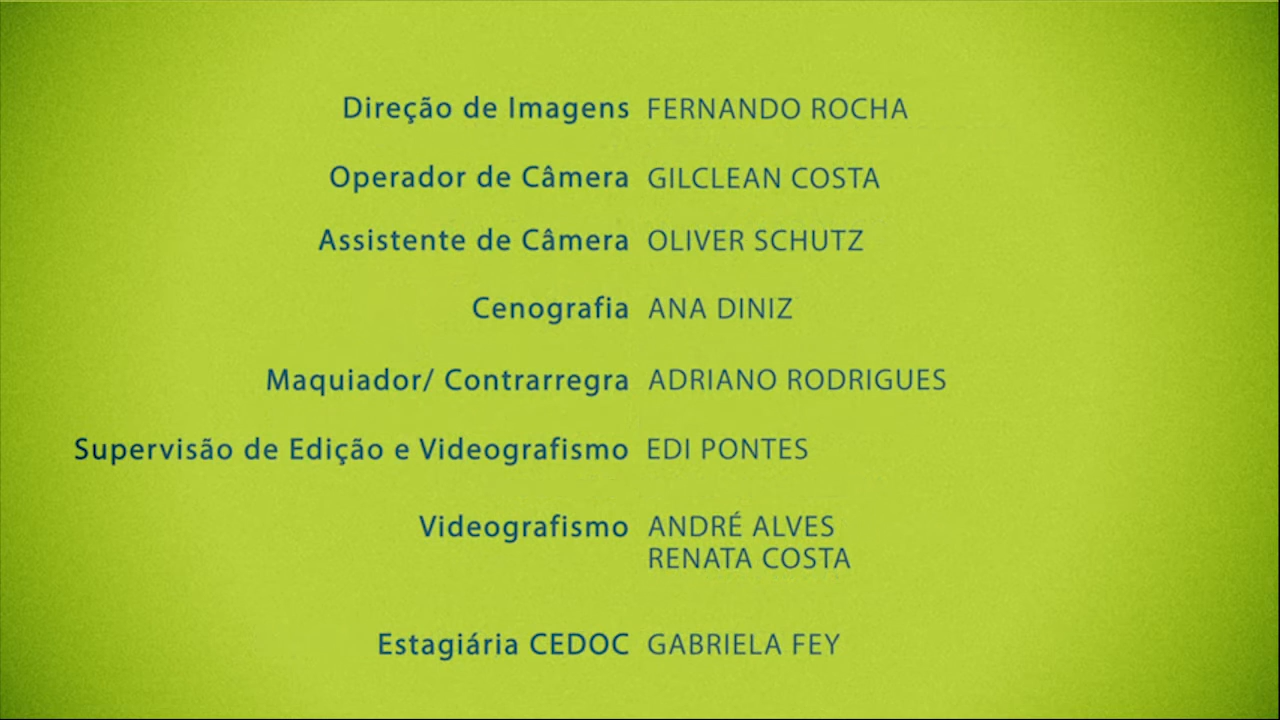 Direção de Imagens FERNANDO ROCHA
Operador de Câmera GILCLEAN COSTA
Assistente de Câmera OLIVER SCHUTZ
Cenografia ANA DINIZ
Maquiador/ Contrarregra ADRIANO RODRIGUES
Supervisão de Edição e Videografismo EDI PONTES
Videografismo ANDRÉ ALVES
RENATA COSTA
Estagiária CEDOC GABRIELA FEY